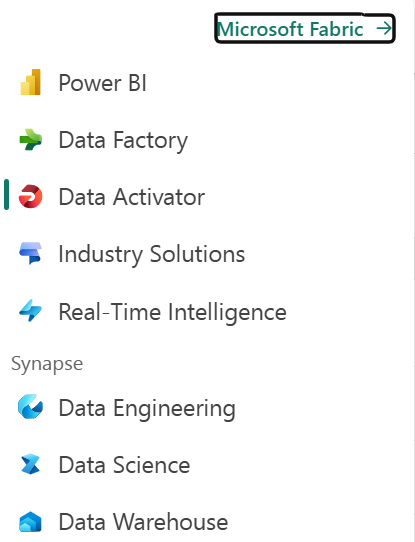 Microsoft Fabric →
Power BI
Data Factory
Data Activator
Industry Solutions
Real-Time Intelligence
Synapse
Data Engineering
Data Science
Data Warehouse